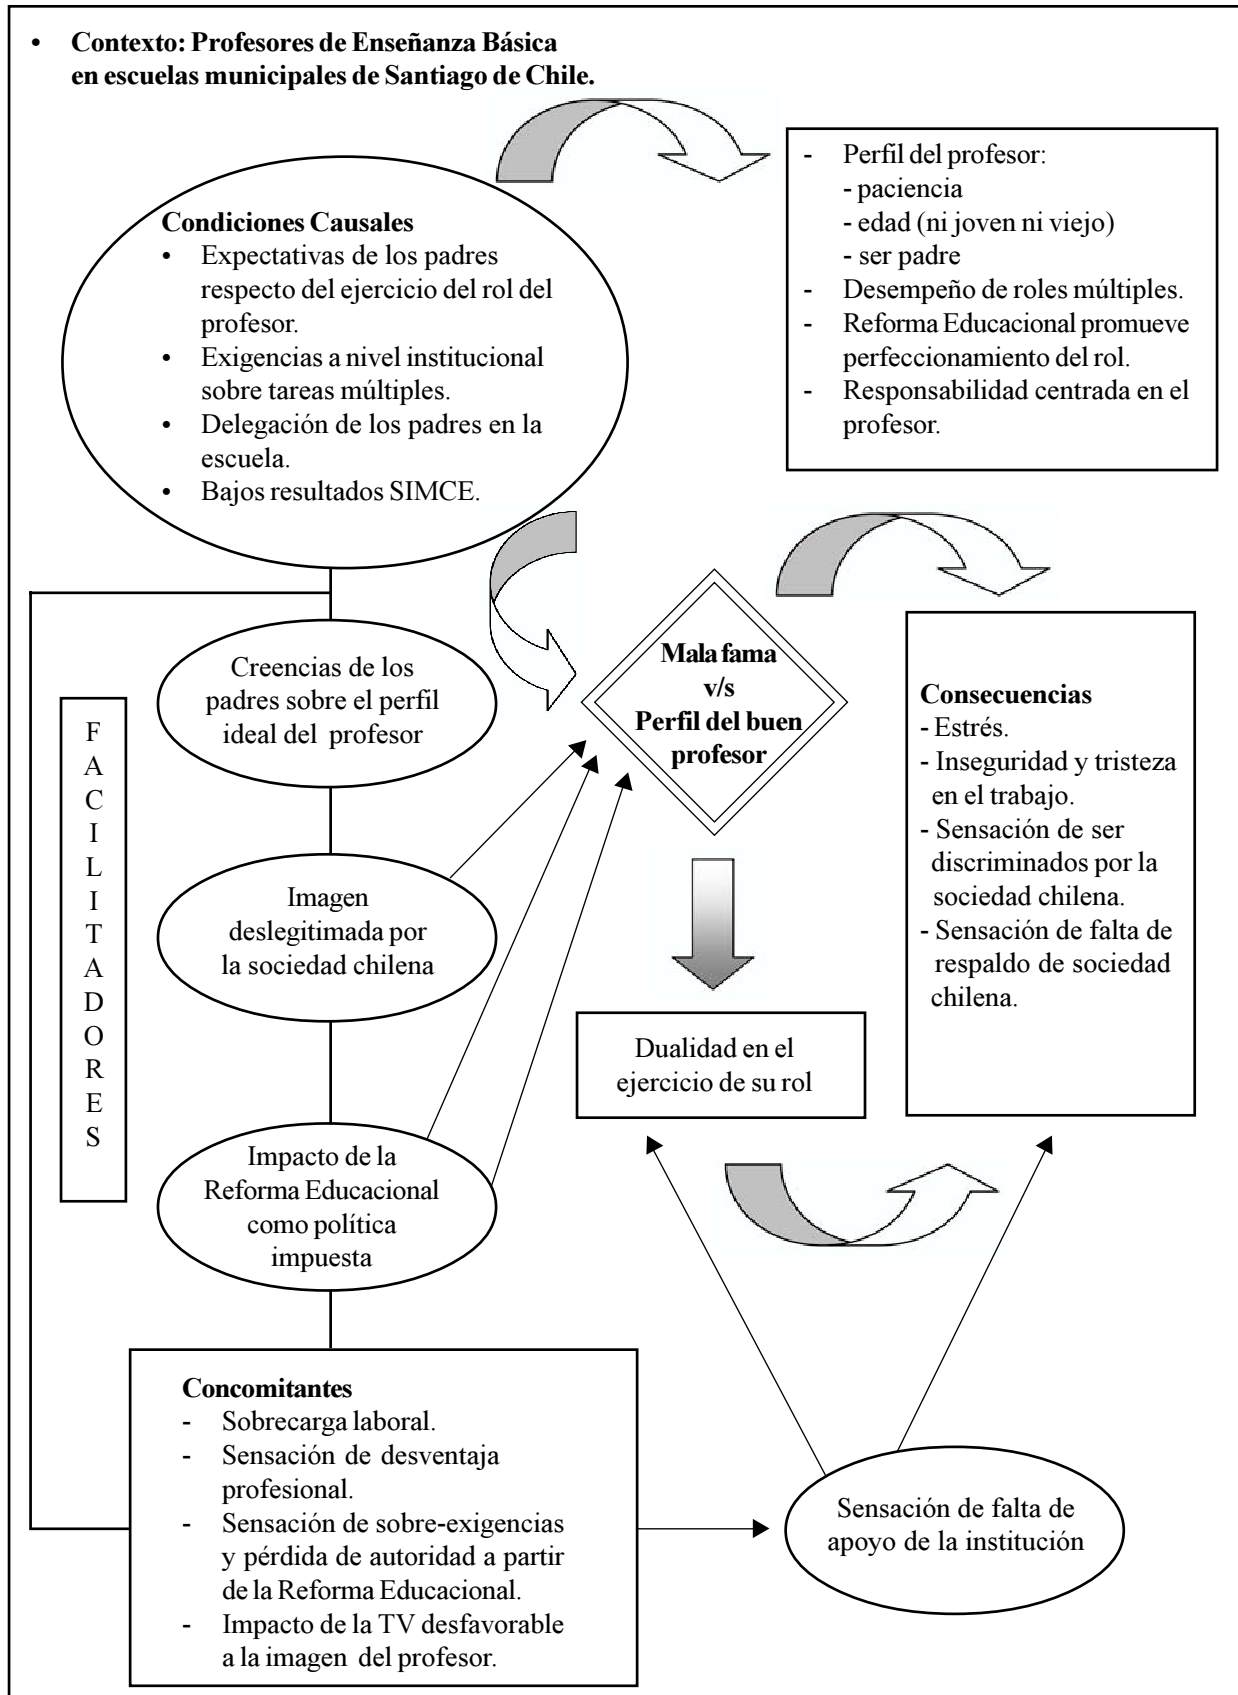 • Contexto: Profesores de Enseñanza Básica
en escuelas municipales de Santiago de Chile.
Condiciones Causales
• Expectativas de los padres
respecto del ejercicio del rol del
profesor.
• Exigencias a nivel institucional
sobre tareas múltiples.
• Delegación de los padres en la
escuela.
• Bajos resultados SIMCE.
- Perfil del profesor:
- paciencia
- edad (ni joven ni viejo)
- ser padre
- Desempeño de roles múltiples.
- Reforma Educacional promueve
perfeccionamiento del rol.
- Responsabilidad centrada en el
profesor.
F
A
C
I
L
I
T
A
D
O
R
E
S
Creencias de los
padres sobre el perfil
ideal del profesor
Imagen
deslegitimada por
la sociedad chilena
Impacto de la
Reforma Educacional
como política
impuesta
Mala fama
v/s
Perfil del buen
profesor
Dualidad en el
ejercicio de su rol
Consecuencias
- Estrés.
- Inseguridad y tristeza
en el trabajo.
- Sensación de ser
discriminados por la
sociedad chilena.
- Sensación de falta de
respaldo de sociedad
chilena.
Concomitantes
- Sobrecarga laboral.
- Sensación de desventaja
profesional.
- Sensación de sobre-exigencias
y pérdida de autoridad a partir
de la Reforma Educacional.
- Impacto de la TV desfavorable
a la imagen del profesor.
Sensación de falta de
apoyo de la institución